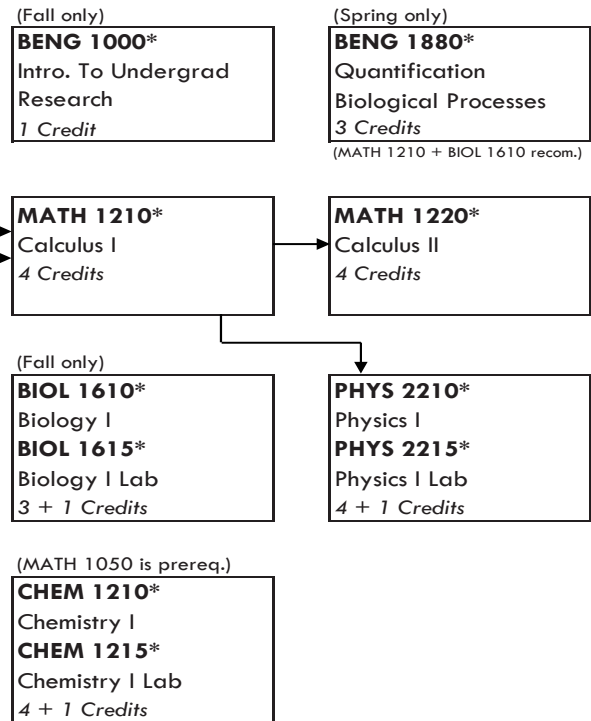 (Fall only)
BENG 1000*
Intro. To Undergrad
Research
1 Credit
(Spring only)
BENG 1880*
Quantification
Biological Processes
3 Credits
(MATH 1210 + BIOL 1610 recom.)
MATH 1210*
Calculus I
4 Credits
MATH 1220*
Calculus II
4 Credits
(Fall only)
BIOL 1610*
Biology I
BIOL 1615*
Biology I Lab
3 + 1 Credits
PHYS 2210*
Physics I
PHYS 2215*
Physics I Lab
4 + 1 Credits
(MATH 1050 is prereq.)
CHEM 1210*
Chemistry I
CHEM 1215*
Chemistry I Lab
4 + 1 Credits